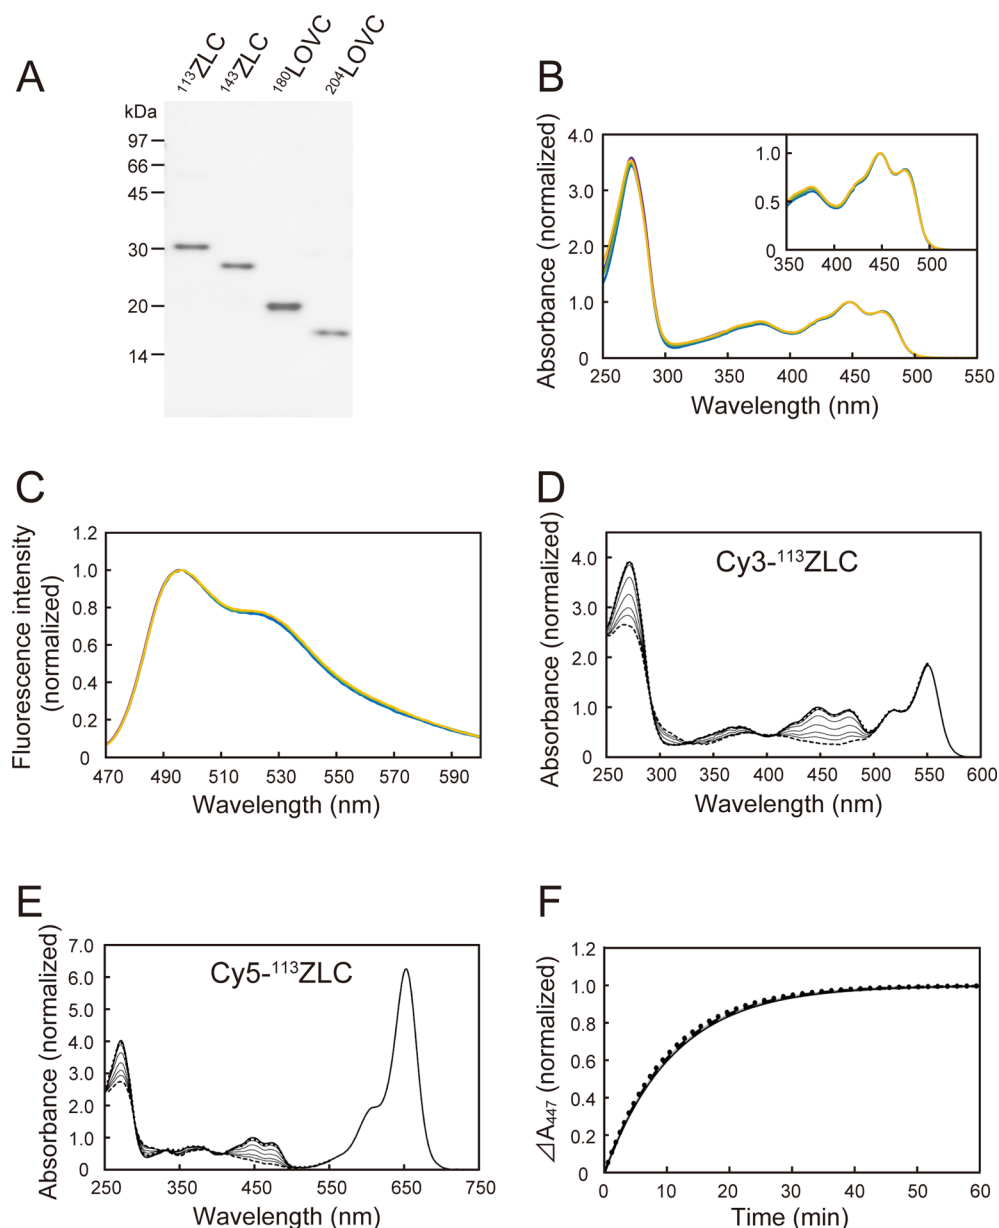 A
¹¹³ZLC
¹⁴³ZLC
¹⁸⁰LOVC
²⁰⁴LOVC
kDa
97
66
45
30
20
14
B
Absorbance (normalized)
4.0
3.0
2.0
1.0
0
250 300 350 400 450 500 550
Wavelength (nm)
1.0
0.5
0
350 400 450 500
C
Fluorescence intensity
(normalized)
1.2
1.0
0.8
0.6
0.4
0.2
0
470 490 510 530 550 570 590
Wavelength (nm)
D
Cy3-¹¹³ZLC
Absorbance (normalized)
4.0
3.0
2.0
1.0
0
250 300 350 400 450 500 550 600
Wavelength (nm)
E
Cy5-¹¹³ZLC
Absorbance (normalized)
7.0
6.0
5.0
4.0
3.0
2.0
1.0
0
250 350 450 550 650 750
Wavelength (nm)
F
⊿A₄₄₇ (normalized)
1.2
1.0
0.8
0.6
0.4
0.2
0
0 10 20 30 40 50 60
Time (min)